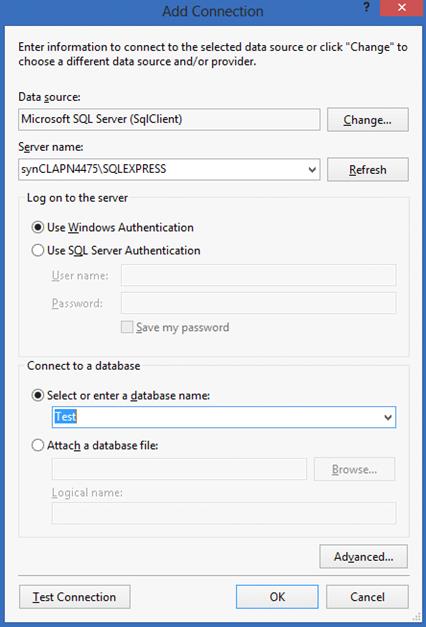 Add Connection
?
Enter information to connect to the selected data source or click "Change" to
choose a different data source and/or provider.
Data source:
Microsoft SQL Server (SqlClient)
Change...
Server name:
synCLAPN4475\SQLEXPRESS
Refresh
Log on to the server
Use Windows Authentication
Use SQL Server Authentication
User name:
Password:
Save my password
Connect to a database
Select or enter a database name:
Test
Attach a database file:
Browse...
Logical name:
Advanced...
Test Connection
OK
Cancel